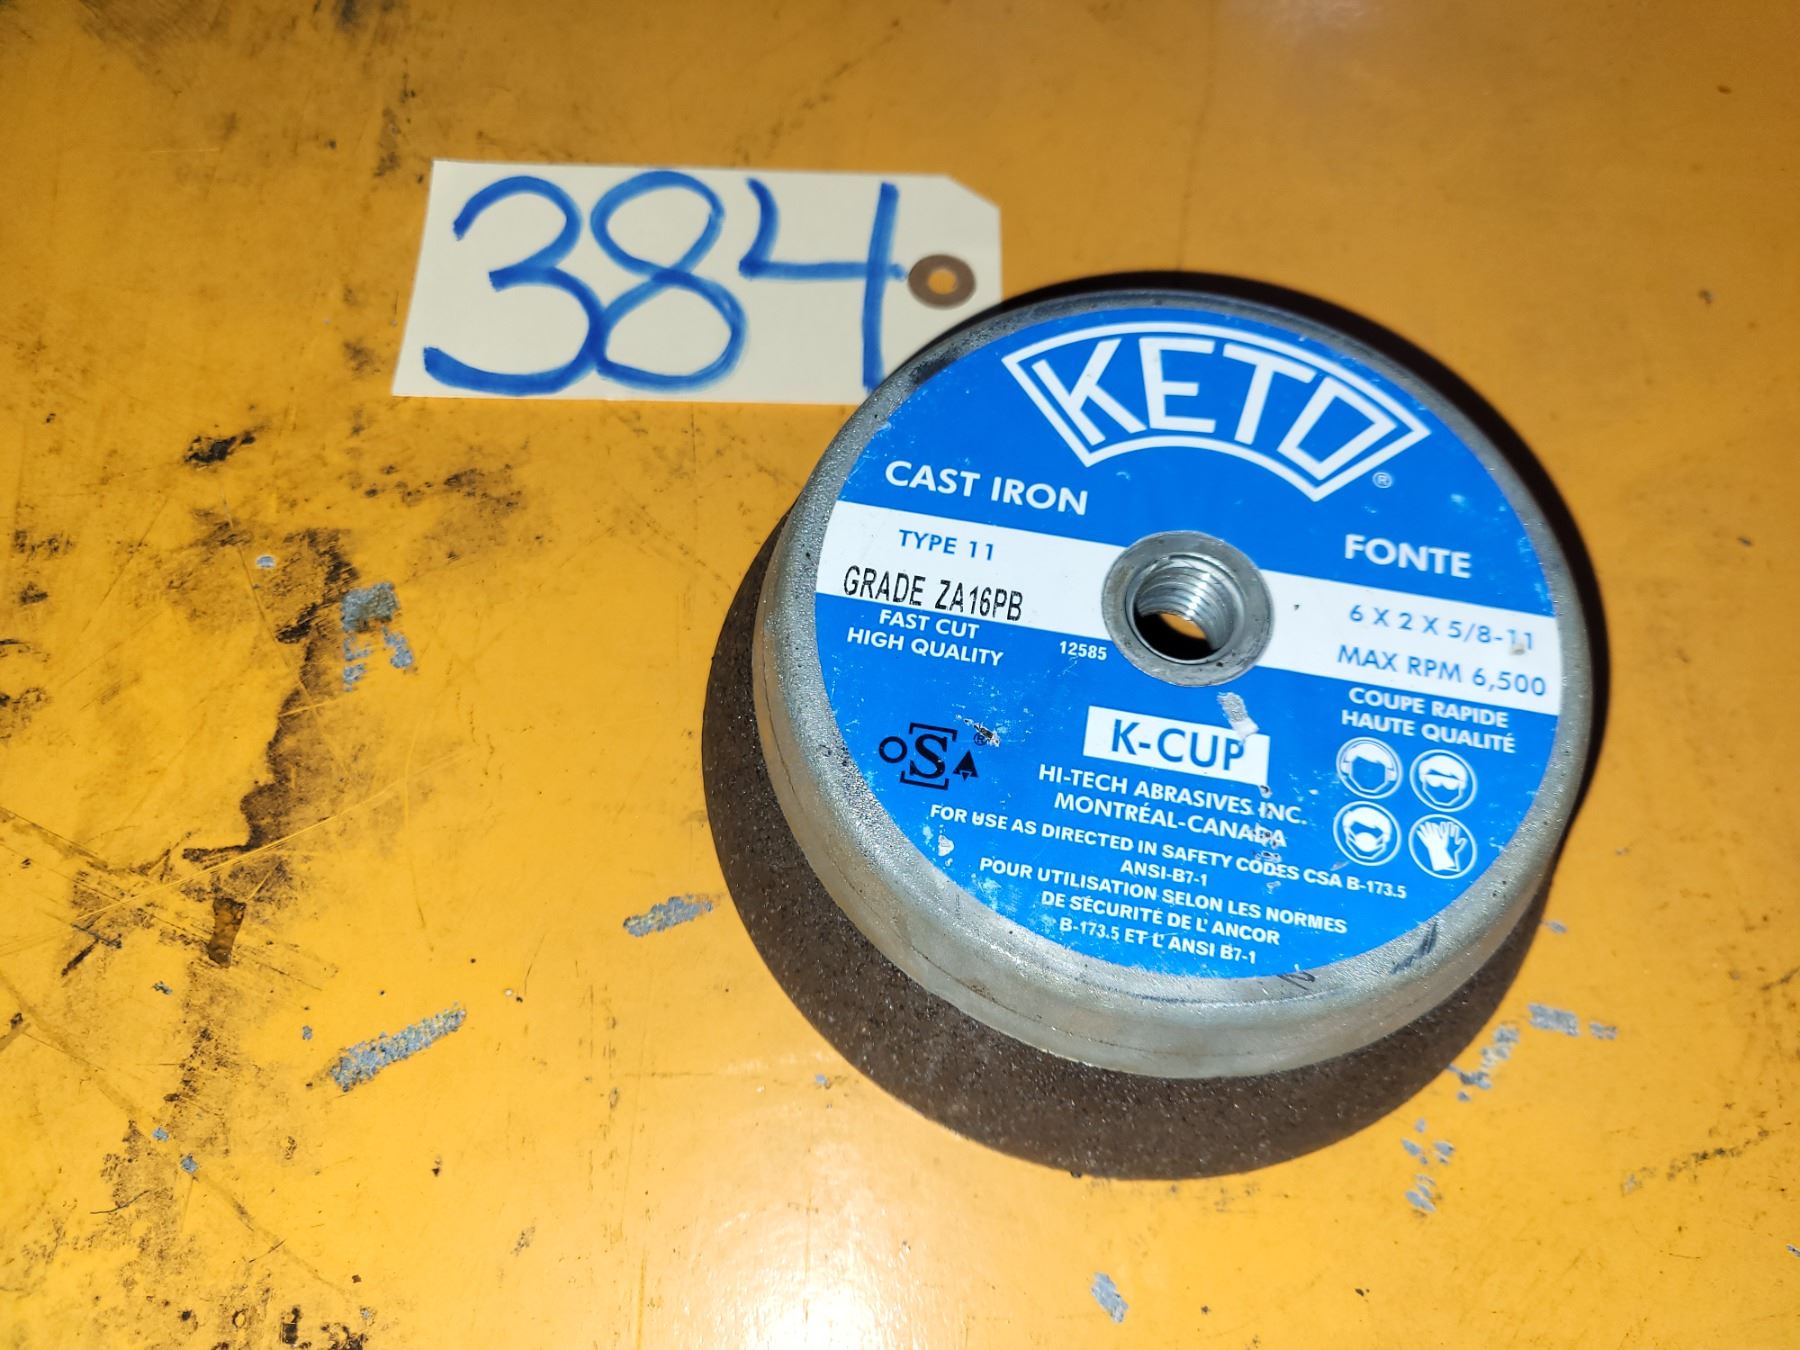 384
KETO®
CAST IRON
FONTE
TYPE 11
GRADE ZA16PB
FAST CUT
HIGH QUALITY
12585
6 X 2 X 5/8-11
MAX RPM 6,500
COUPE RAPIDE
HAUTE QUALITÉ
oSa®
K-CUP
HI-TECH ABRASIVES INC.
MONTRÉAL-CANADA
FOR USE AS DIRECTED IN SAFETY CODES CSA B-173.5
ANSI-B7-1
POUR UTILISATION SELON LES NORMES
DE SÉCURITÉ DE L' ANCOR
B-173.5 ET L' ANSI B7-1